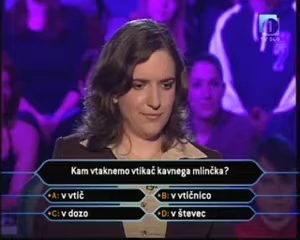 Kam vtaknemo vtikač kavnega mlinčka?
A: v vtič
B: v vtičnico
C: v dozo
D: v števec